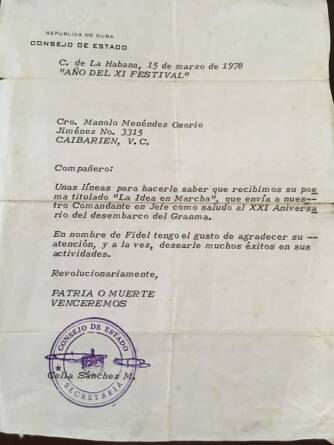 REPUBLICA DE CUBA
CONSEJO DE ESTADO
C. de La Habana, 15 de marzo de 1978
"AÑO DEL XI FESTIVAL"
Cro. Manolo Menéndez Osorio
Jiménez No. 3315
CAIBARIEN, V.C.
Compañero:
Unas líneas para hacerle saber que recibimos su poe
ma titulado "La Idea en Marcha", que envía a nues--
tro Comandante en Jefe como saludo al XXI Aniversa
rio del desembarco del Granma.
En nombre de Fidel tengo el gusto de agradecer su --
atención, y a la vez, desearle muchos éxitos en sus
actividades.
Revolucionariamente,
PATRIA O MUERTE
VENCEREMOS
CONSEJO DE ESTADO
SECRETARIA
Celia Sánchez M.